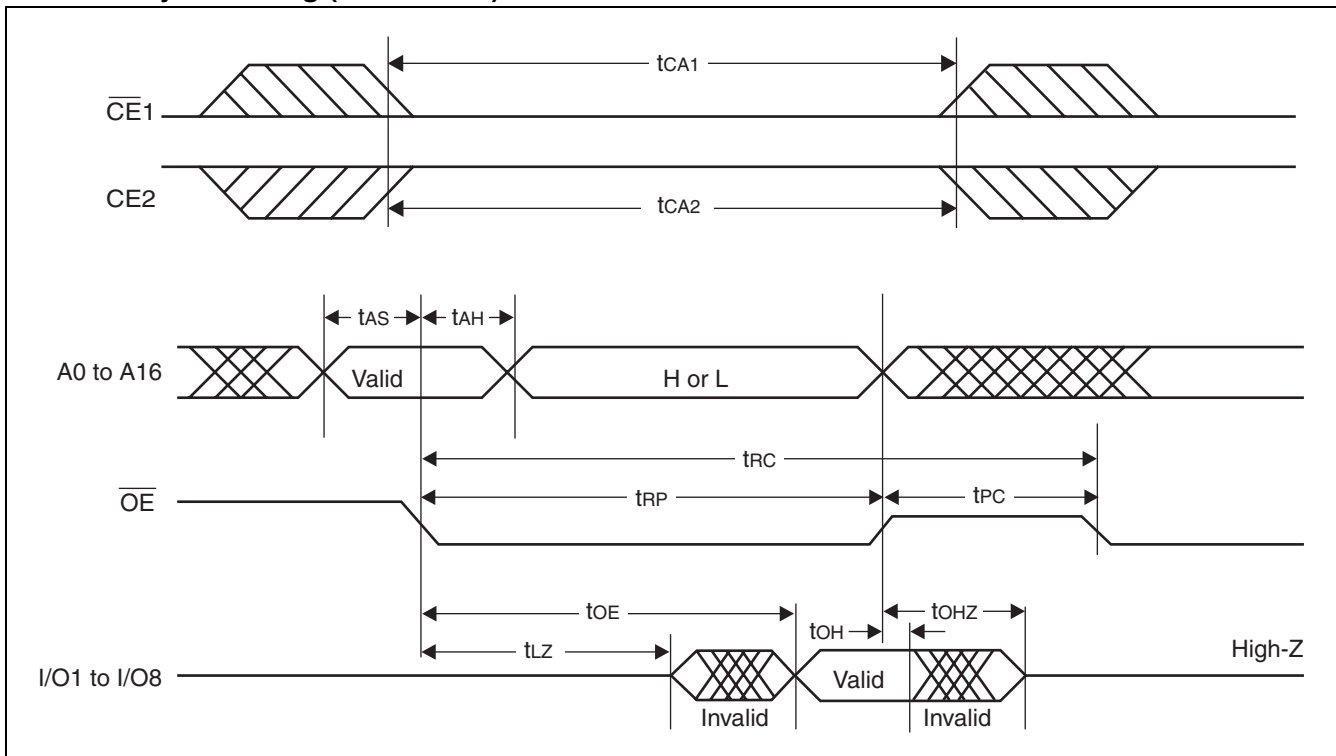 tCA1
CE1
CE2
tCA2
tAS
tAH
A0 to A16
Valid
H or L
tRC
OE
tRP
tPC
tOE
tOHZ
tOH
tLZ
High-Z
I/O1 to I/O8
Valid
Invalid
Invalid